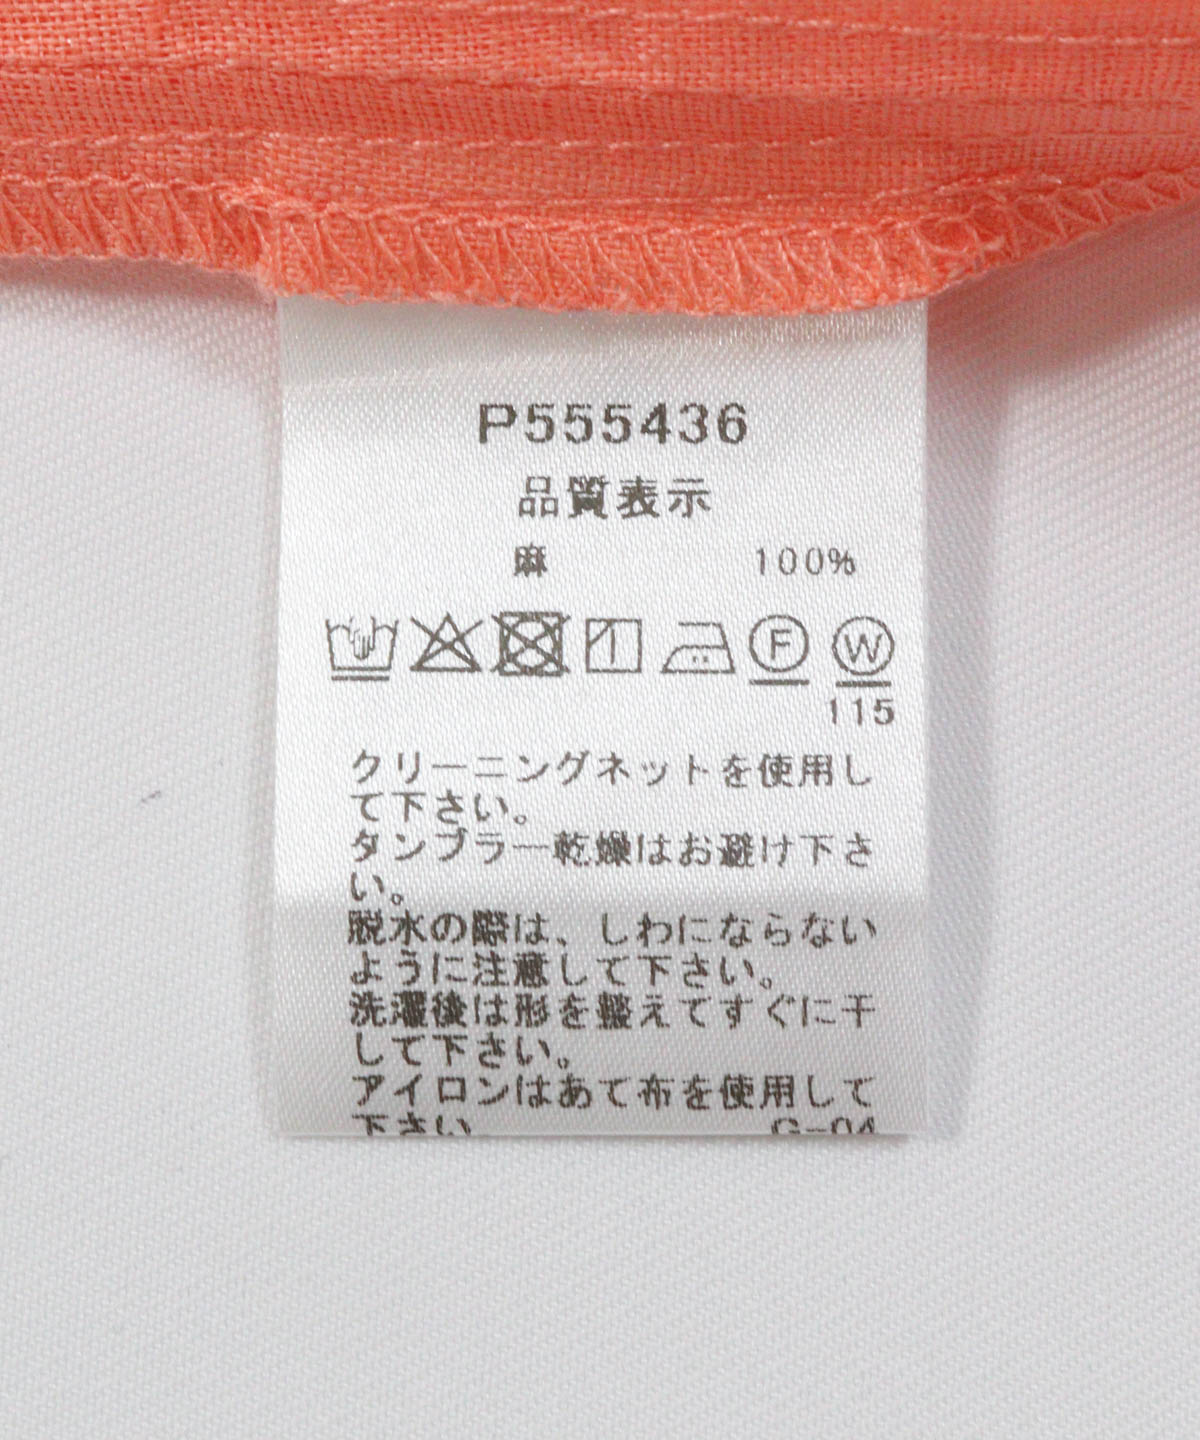 P555436
品質表示
麻 100%
F W
115
クリーニングネットを使用し
て下さい。
タンブラー乾燥はお避け下さ
い。
脱水の際は、しわにならない
ように注意して下さい。
洗濯後は形を整えてすぐに干
して下さい。
アイロンはあて布を使用して
下さい。 G-04